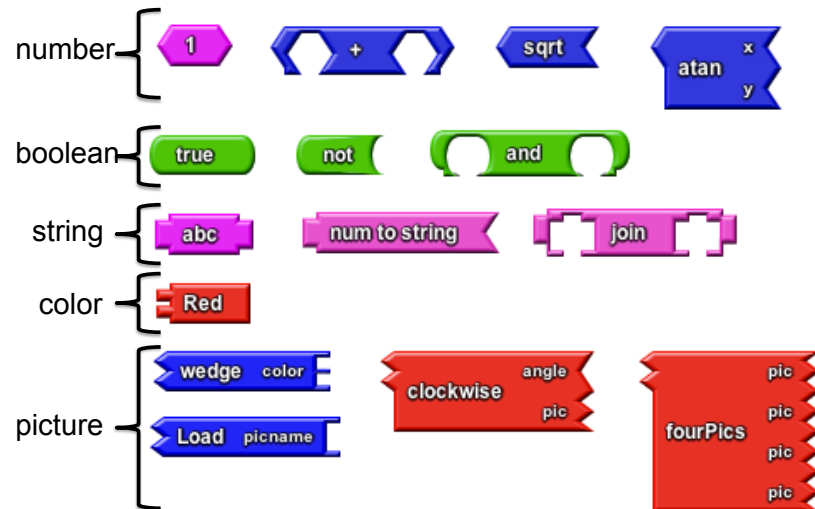 number
1
+
sqrt
atan
x
y
boolean
true
not
and
string
abc
num to string
join
color
Red
picture
wedge color
Load picname
clockwise
angle
pic
fourPics
pic
pic
pic
pic